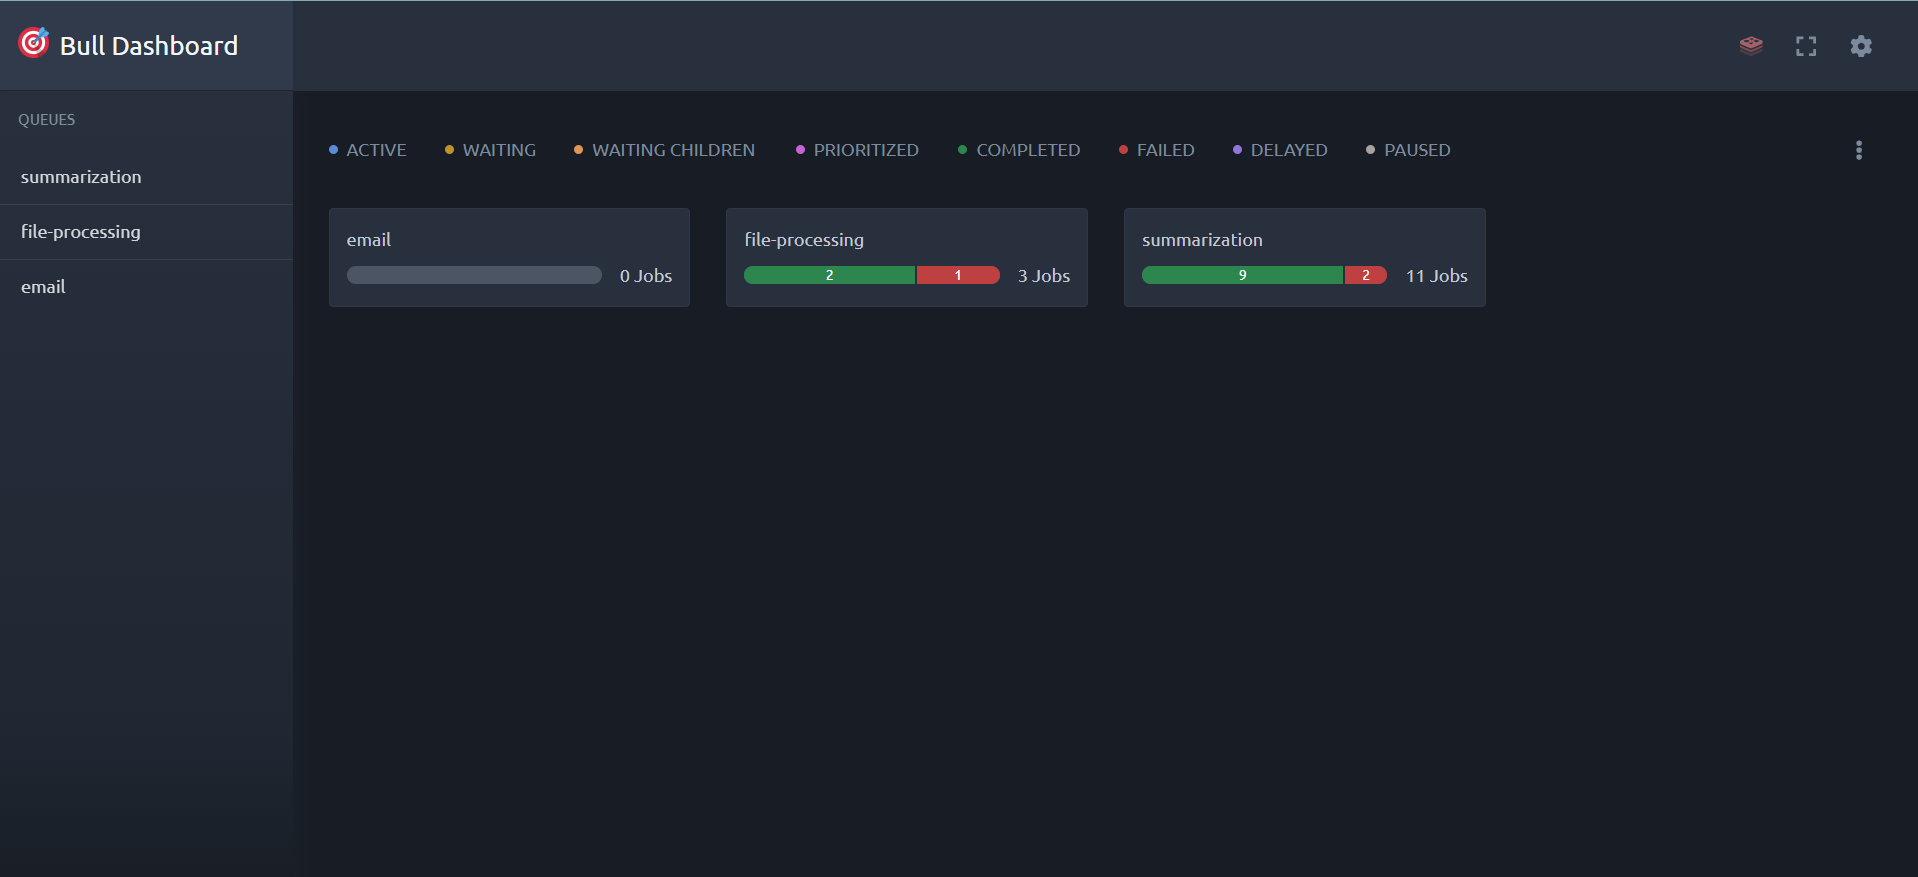 Bull Dashboard
QUEUES
summarization
file-processing
email
ACTIVE WAITING WAITING CHILDREN PRIORITIZED COMPLETED FAILED DELAYED PAUSED
email
0 Jobs
file-processing
2 1 3 Jobs
summarization
9 2 11 Jobs